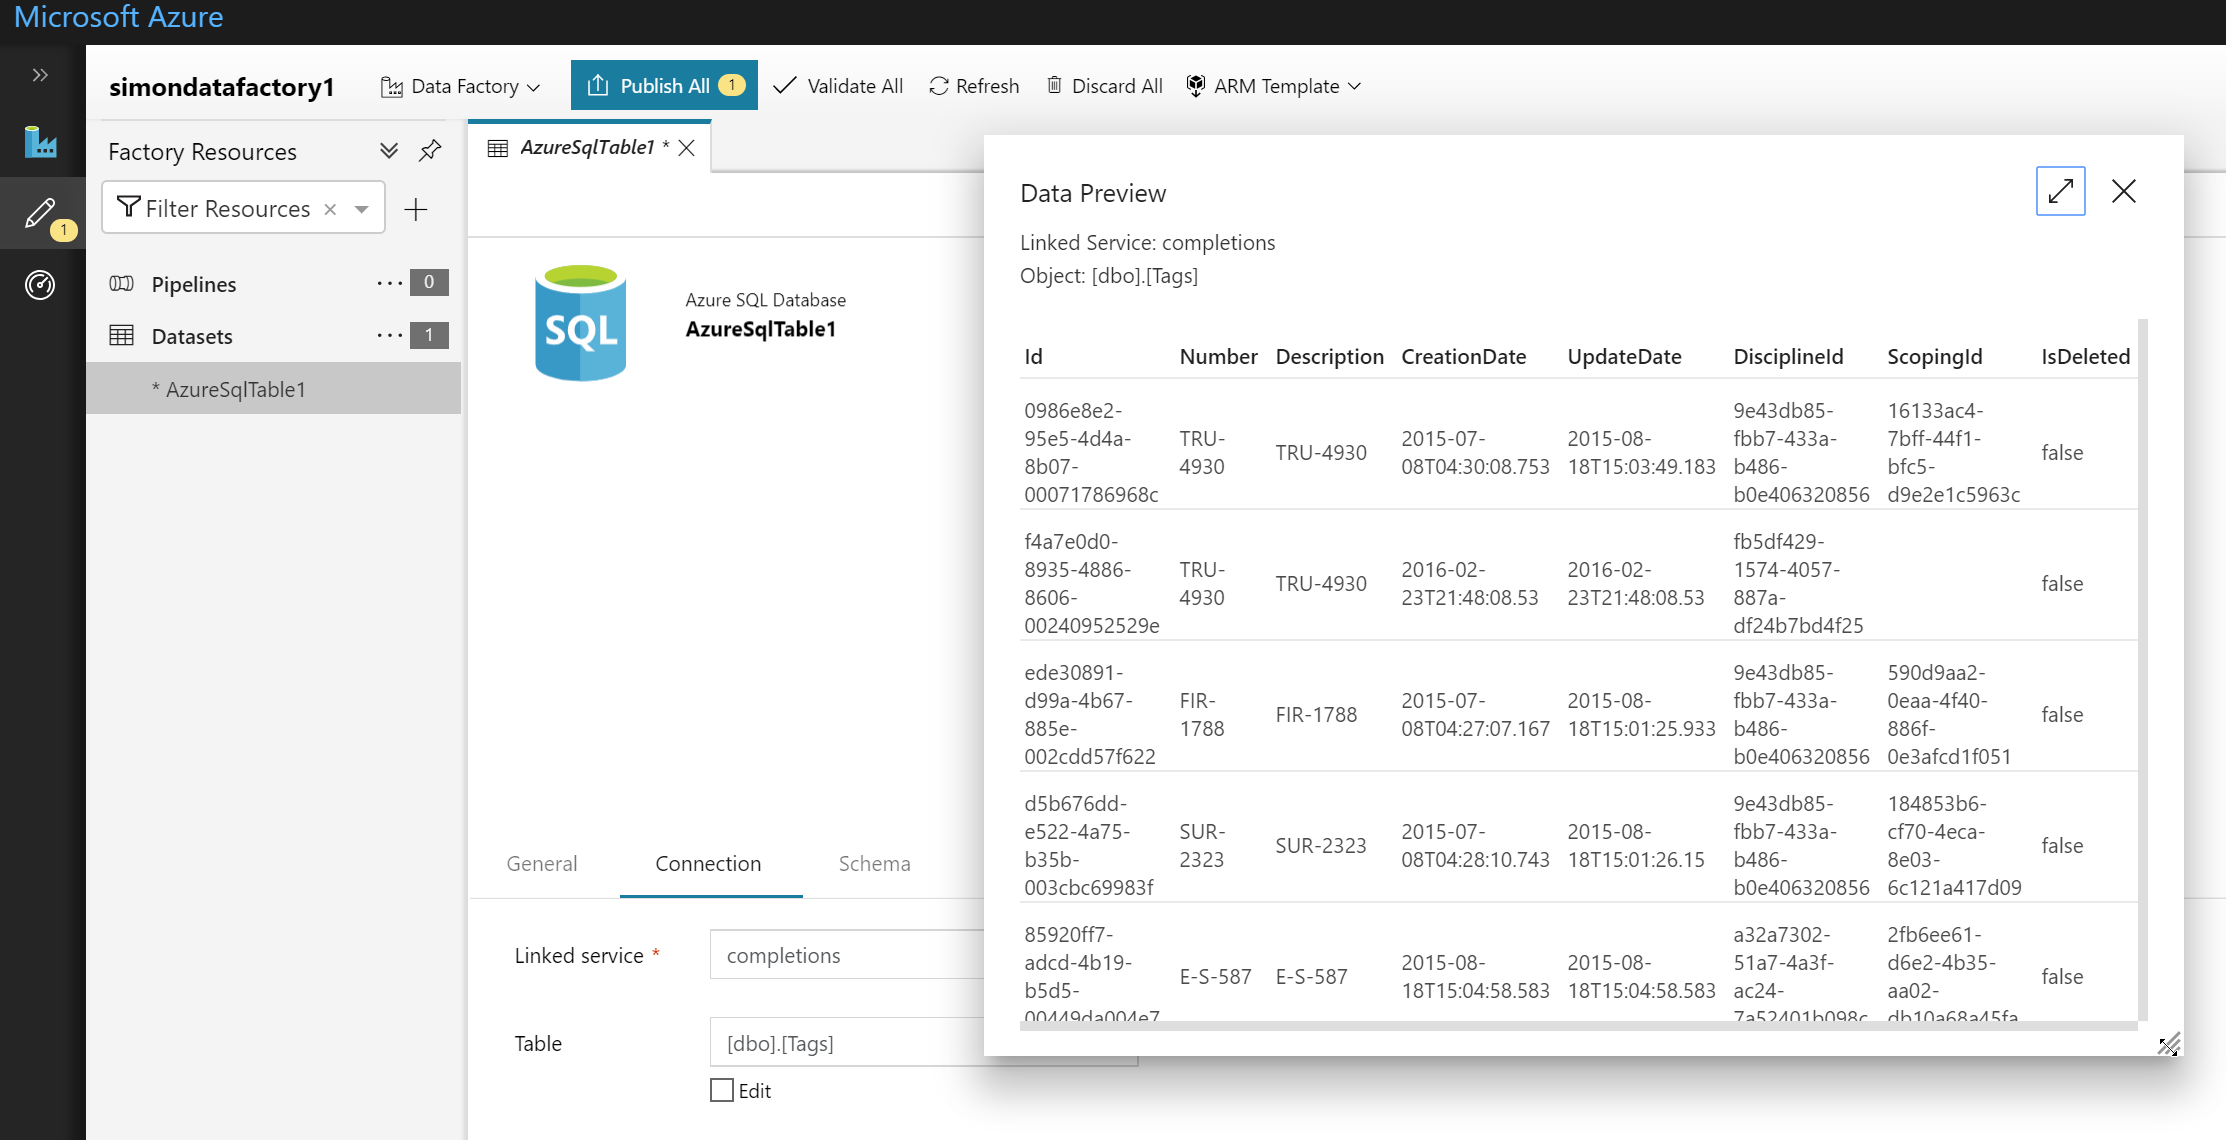 Microsoft Azure
simondatafactory1 Data Factory Publish All 1 Validate All Refresh Discard All ARM Template
1
Factory Resources
Filter Resources
Pipelines 0
Datasets 1
* AzureSqlTable1
AzureSqlTable1 *
SQL
Azure SQL Database
AzureSqlTable1
General Connection Schema
Linked service * completions
Table [dbo].[Tags]
Edit
Data Preview
Linked Service: completions
Object: [dbo].[Tags]
Id Number Description CreationDate UpdateDate DisciplineId ScopingId IsDeleted
0986e8e2-
95e5-4d4a-
8b07-
00071786968c
TRU-
4930
TRU-4930
2015-07-
08T04:30:08.753
2015-08-
18T15:03:49.183
9e43db85-
fbb7-433a-
b486-
b0e406320856
16133ac4-
7bff-44f1-
bfc5-
d9e2e1c5963c
false
f4a7e0d0-
8935-4886-
8606-
00240952529e
TRU-
4930
TRU-4930
2016-02-
23T21:48:08.53
2016-02-
23T21:48:08.53
fb5df429-
1574-4057-
887a-
df24b7bd4f25
false
ede30891-
d99a-4b67-
885e-
002cdd57f622
FIR-
1788
FIR-1788
2015-07-
08T04:27:07.167
2015-08-
18T15:01:25.933
9e43db85-
fbb7-433a-
b486-
b0e406320856
590d9aa2-
0eaa-4f40-
886f-
0e3afcd1f051
false
d5b676dd-
e522-4a75-
b35b-
003cbc69983f
SUR-
2323
SUR-2323
2015-07-
08T04:28:10.743
2015-08-
18T15:01:26.15
9e43db85-
fbb7-433a-
b486-
b0e406320856
184853b6-
cf70-4eca-
8e03-
6c121a417d09
false
85920ff7-
adcd-4b19-
b5d5-
00449da004e7
E-S-587
E-S-587
2015-08-
18T15:04:58.583
2015-08-
18T15:04:58.583
a32a7302-
51a7-4a3f-
ac24-
7a52401b098c
2fb6ee61-
d6e2-4b35-
aa02-
db10a68a45fa
false